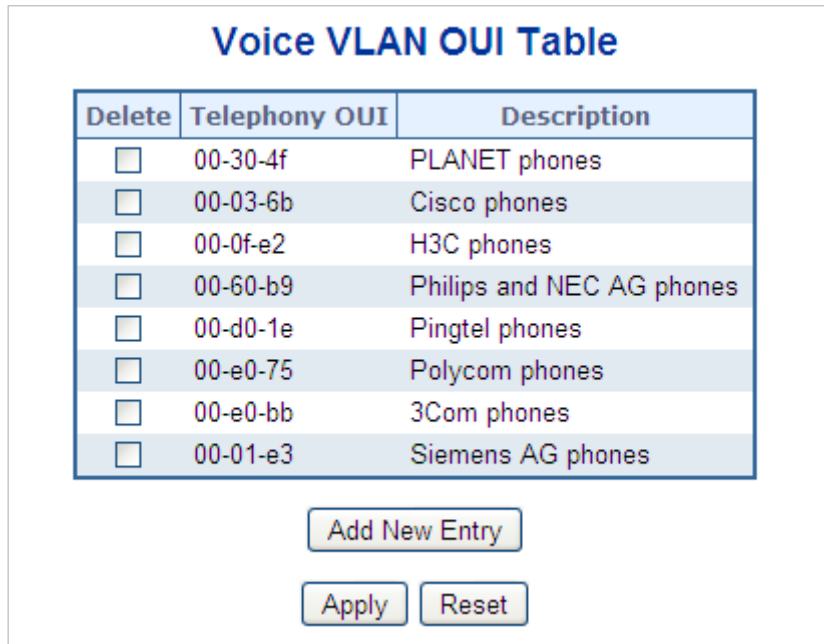 Voice VLAN OUI Table
Delete Telephony OUI Description
00-30-4f PLANET phones
00-03-6b Cisco phones
00-0f-e2 H3C phones
00-60-b9 Philips and NEC AG phones
00-d0-1e Pingtel phones
00-e0-75 Polycom phones
00-e0-bb 3Com phones
00-01-e3 Siemens AG phones
Add New Entry
Apply Reset